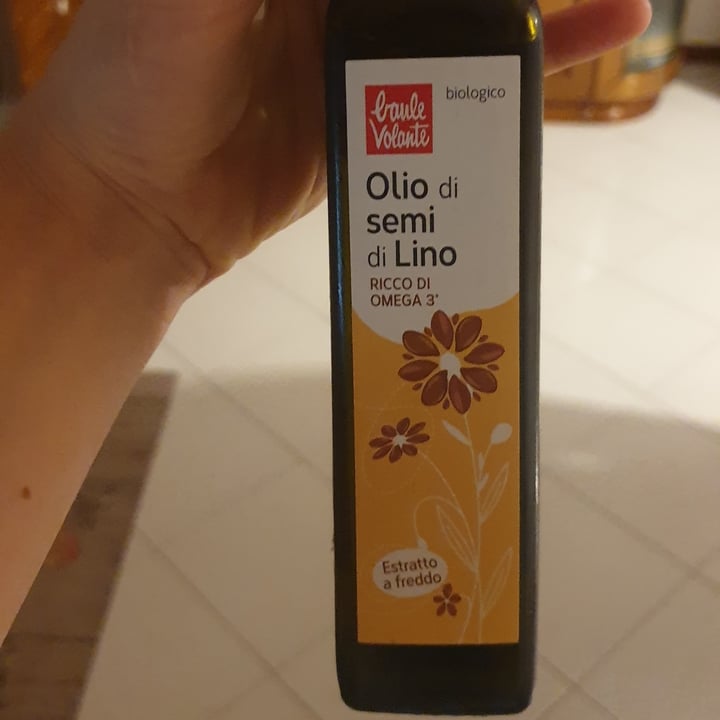 baule
Volante
biologico
Olio di
semi
di Lino
RICCO DI
OMEGA 3*
Estratto
a freddo